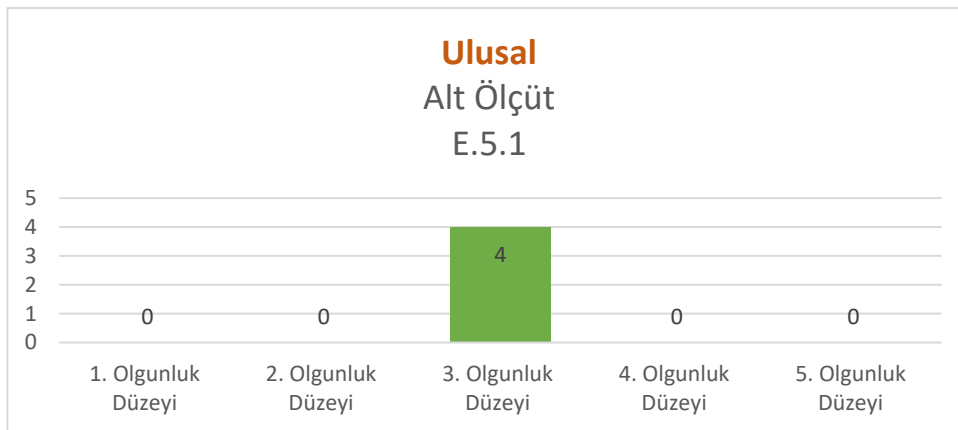 Ulusal
Alt Ölçüt
E.5.1
5
4
3
2
1
0
0
0
4
0
0
1. Olgunluk
Düzeyi
2. Olgunluk
Düzeyi
3. Olgunluk
Düzeyi
4. Olgunluk
Düzeyi
5. Olgunluk
Düzeyi